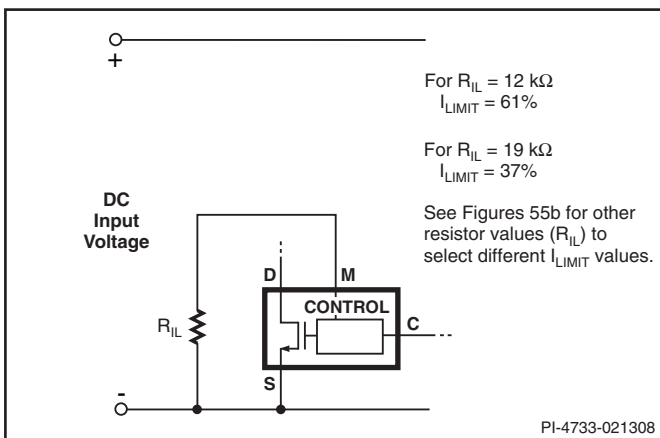 +
For R_IL = 12 kΩ
I_LIMIT = 61%
For R_IL = 19 kΩ
I_LIMIT = 37%
See Figures 55b for other
resistor values (R_IL) to
select different I_LIMIT values.
DC
Input
Voltage
D
M
CONTROL
C
R_IL
S
-
PI-4733-021308